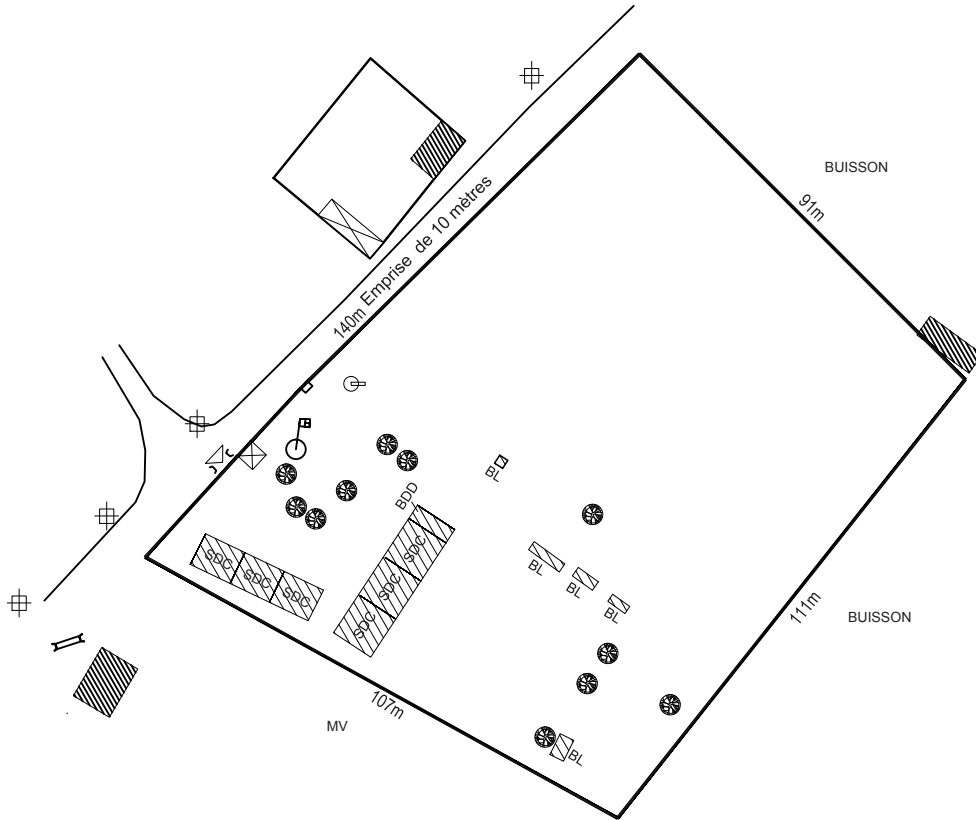 BUISSON
91m
140m Emprise de 10 mètres
BDD
BL
SDC
SDC
SDC
SDC
SDC
SDC
BL
BL
BL
111m
BUISSON
107m
MV
BL